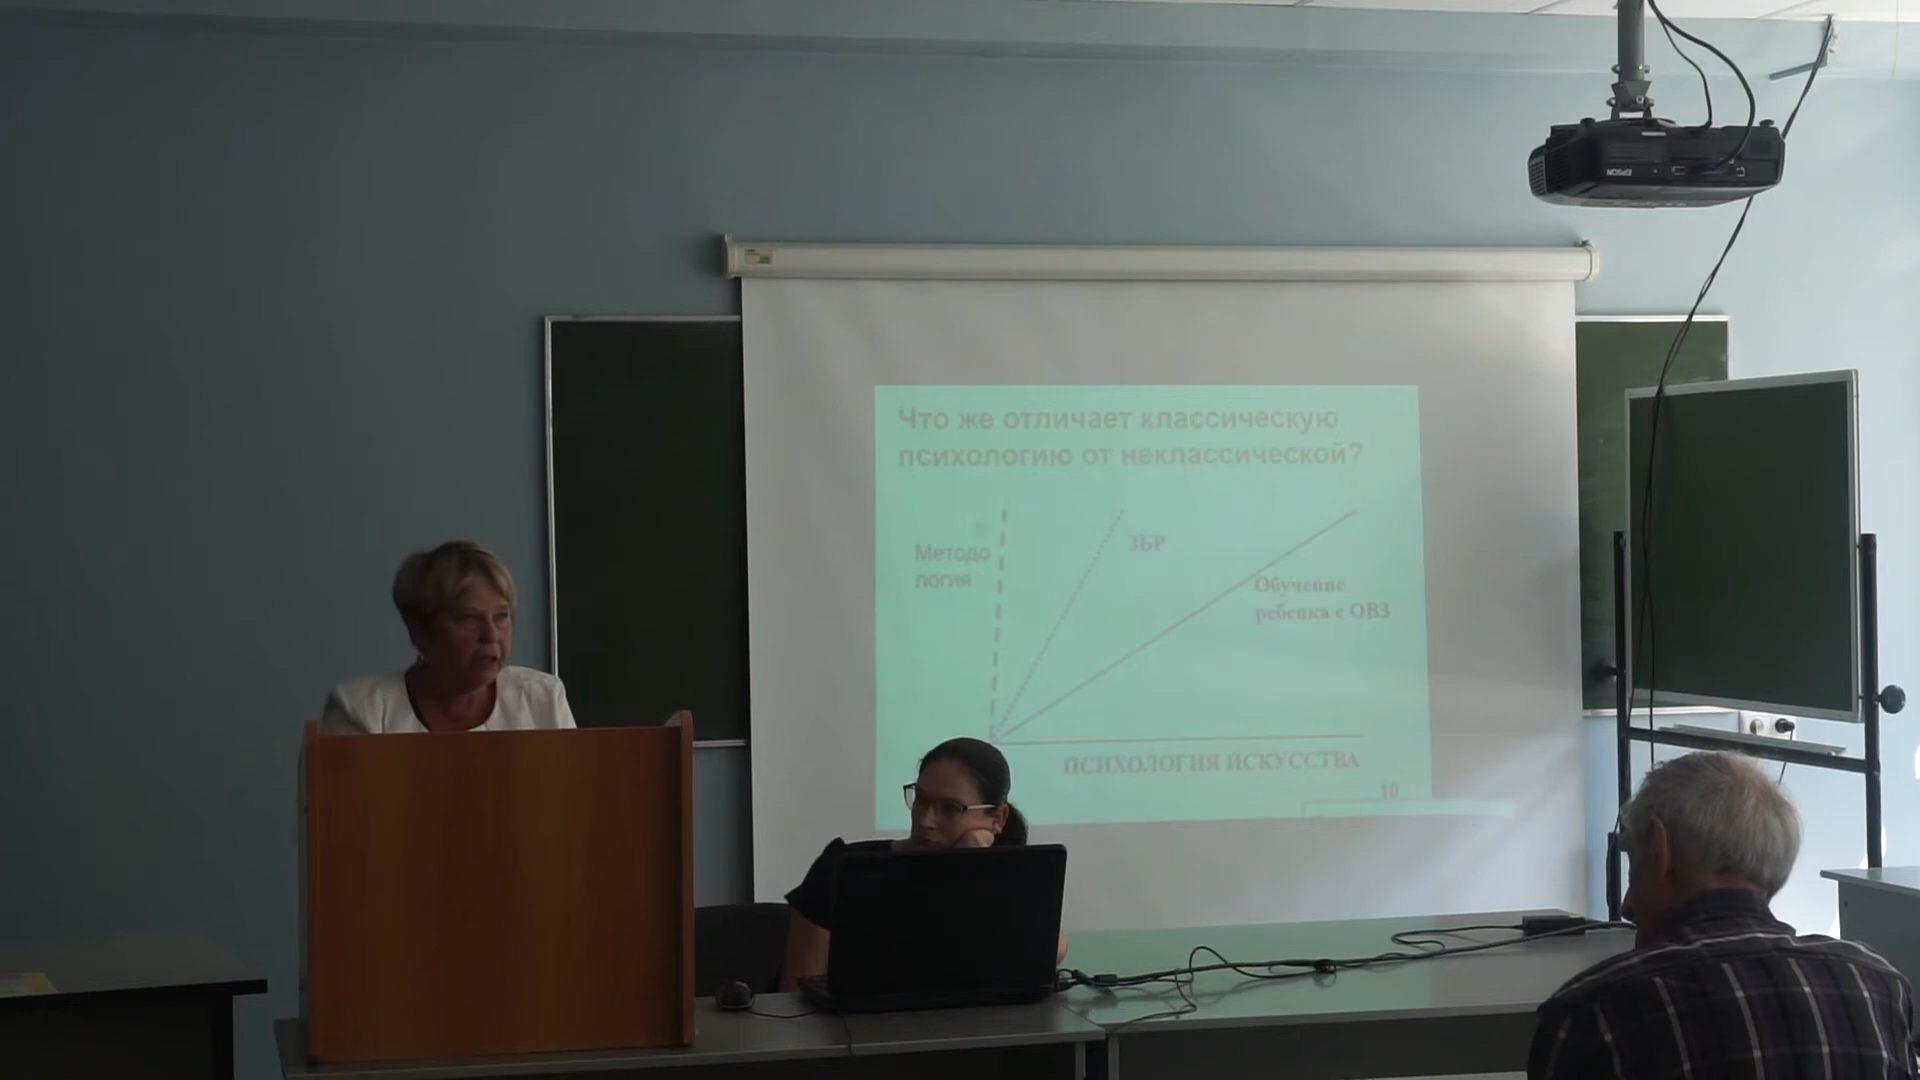 EPSON
Что же отличает классическую
психологию от неклассической?
Методо
логия
ЗБР
Обучение
ребенка с ОВЗ
ПСИХОЛОГИЯ ИСКУССТВА
10